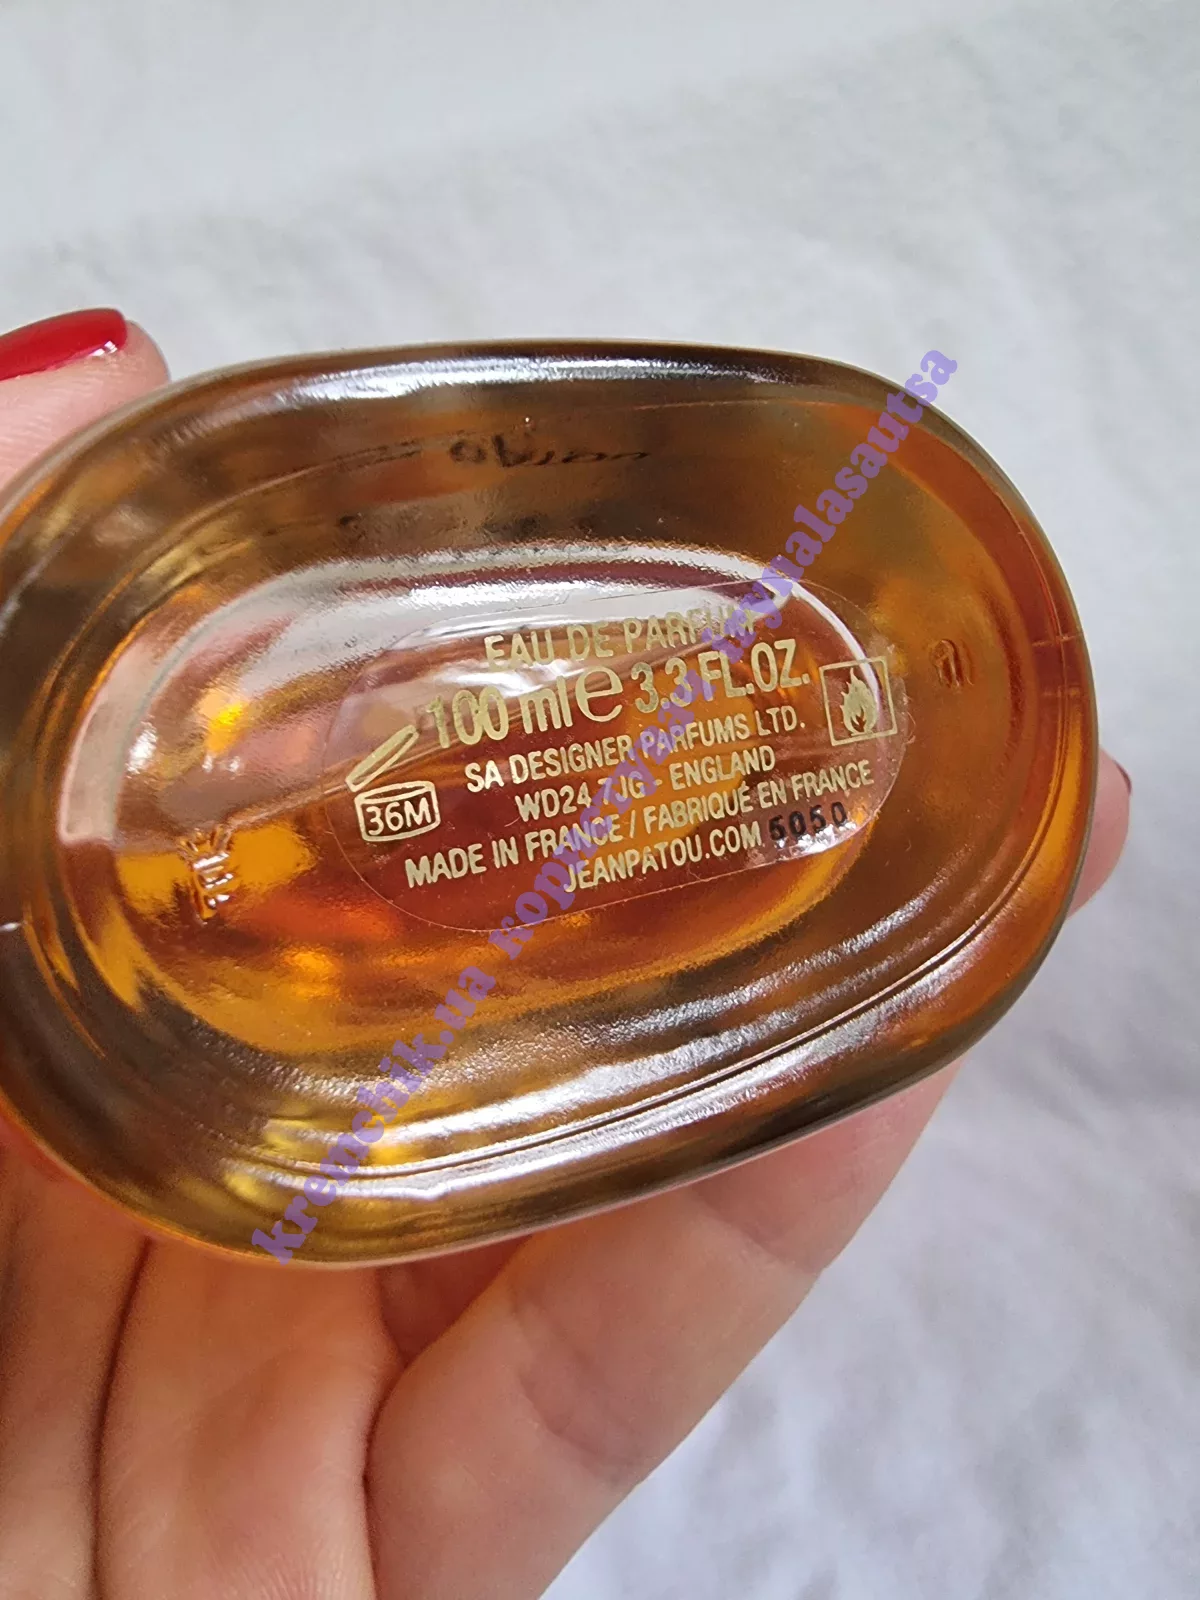 EAU DE PARFUM
100 ml e 3.3 FL.OZ.
SA DESIGNER PARFUMS LTD.
WD24 7JG - ENGLAND
36M
MADE IN FRANCE / FABRIQUÉ EN FRANCE
JEANPATOU.COM 5050
kremchik.ua